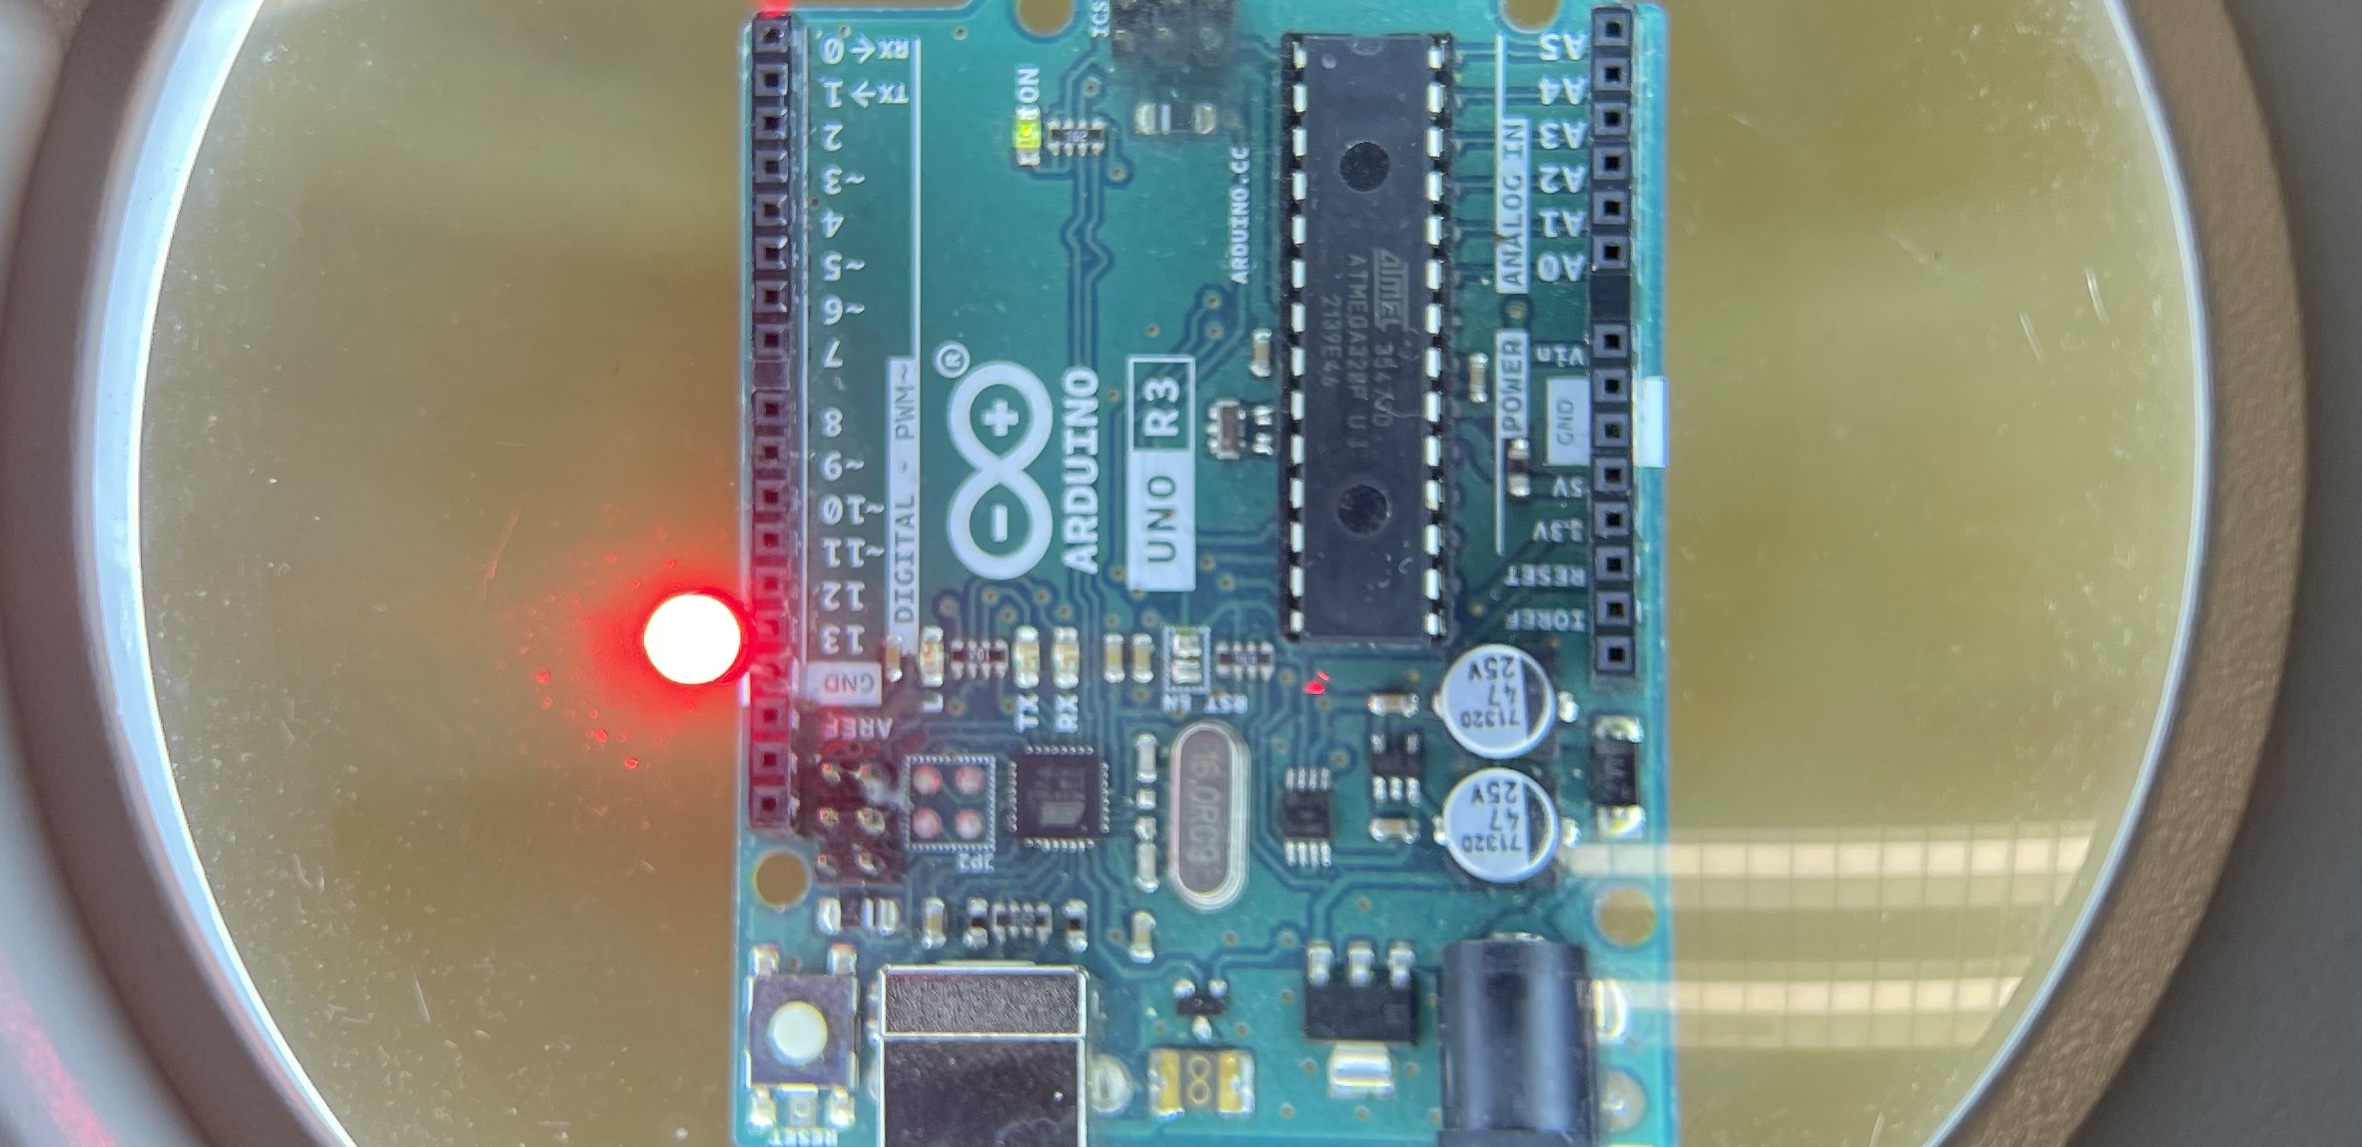 ICS
RX←0
TX→1
2
~3
4
~5
~6
7
8
~9
~10
~11
12
13
GND
AREF
DIGITAL - PWM~
ON
ARDUINO.CC
®
ARDUINO
UNO R3
Atmel
ATMEGA328P
2139E46
A5
A4
A3
A2
A1
A0
ANALOG IN
Vin
GND
5V
3.3V
RESET
IOREF
POWER
L
TX
RX
RST EN
JP2
25V
47
71320
25V
47
71320
RESET